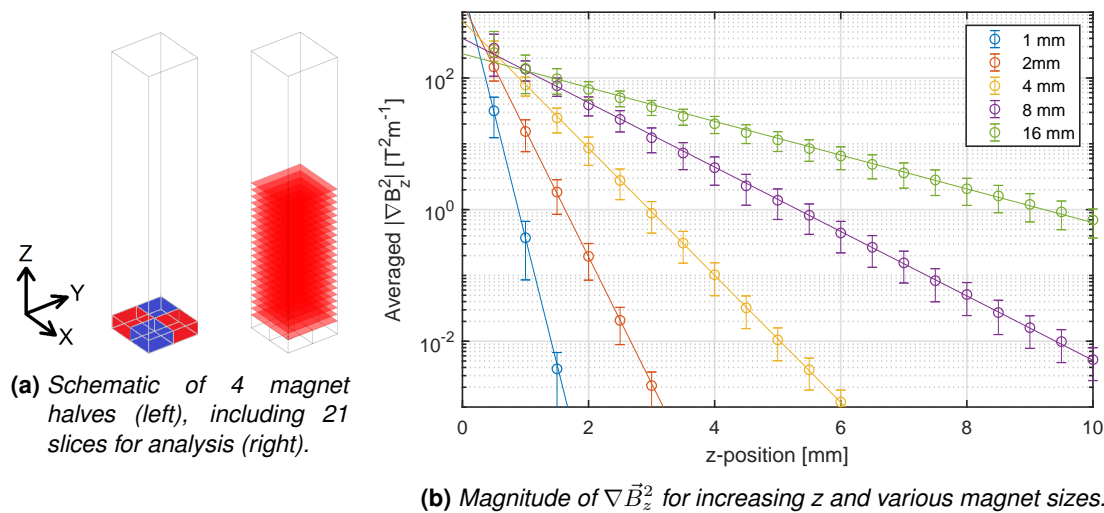 Z
Y
X
(a) Schematic of 4 magnet
halves (left), including 21
slices for analysis (right).
Averaged |∇B_z^2| [T^2m^-1]
10^2
10^0
10^-2
0 2 4 6 8 10
z-position [mm]
1 mm
2mm
4 mm
8 mm
16 mm
(b) Magnitude of ∇B⃗_z^2 for increasing z and various magnet sizes.